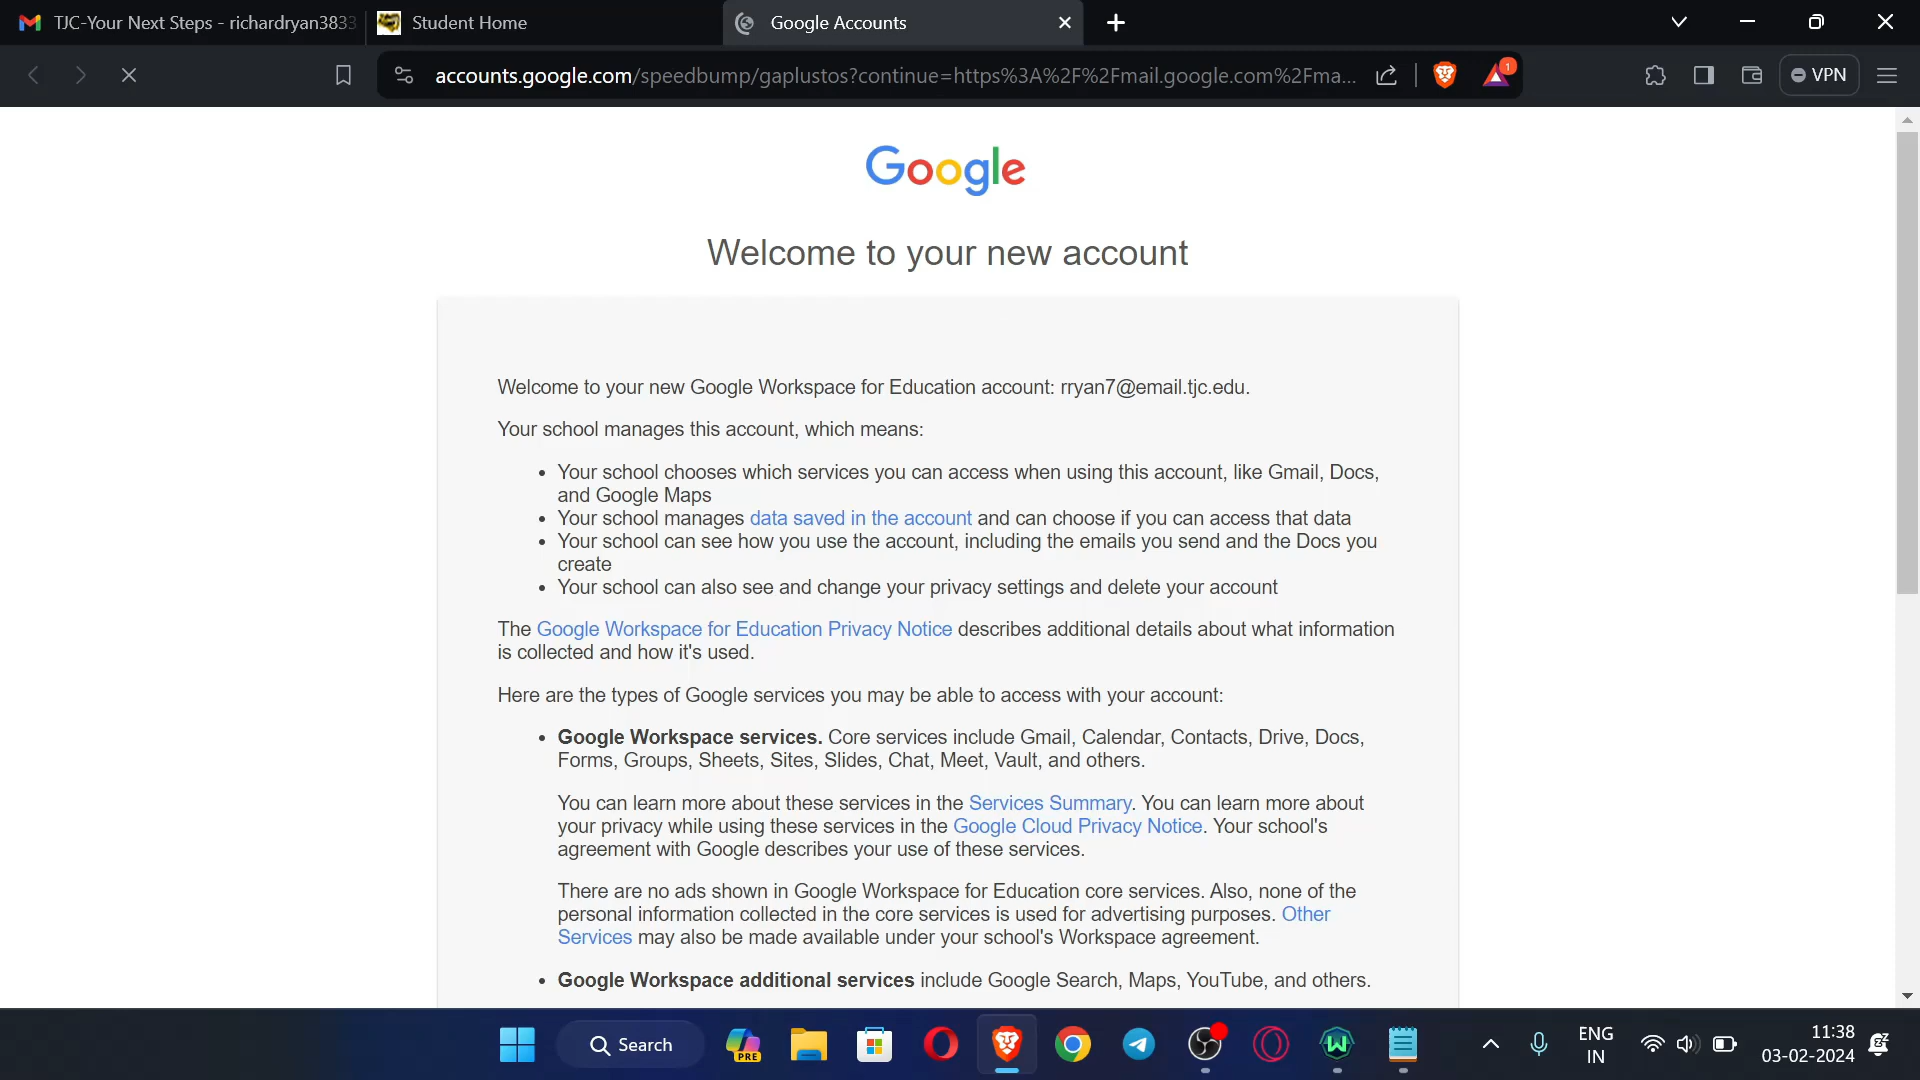 TJC-Your Next Steps - richardryan3833
Student Home
Google Accounts
accounts.google.com/speedbump/gaplustos?continue=https%3A%2F%2Fmail.google.com%2Fma...
1
VPN
Google
Welcome to your new account
Welcome to your new Google Workspace for Education account: rryan7@email.tjc.edu.
Your school manages this account, which means:
• Your school chooses which services you can access when using this account, like Gmail, Docs,
and Google Maps
• Your school manages data saved in the account and can choose if you can access that data
• Your school can see how you use the account, including the emails you send and the Docs you
create
• Your school can also see and change your privacy settings and delete your account
The Google Workspace for Education Privacy Notice describes additional details about what information
is collected and how it's used.
Here are the types of Google services you may be able to access with your account:
• Google Workspace services. Core services include Gmail, Calendar, Contacts, Drive, Docs,
Forms, Groups, Sheets, Sites, Slides, Chat, Meet, Vault, and others.
You can learn more about these services in the Services Summary. You can learn more about
your privacy while using these services in the Google Cloud Privacy Notice. Your school's
agreement with Google describes your use of these services.
There are no ads shown in Google Workspace for Education core services. Also, none of the
personal information collected in the core services is used for advertising purposes. Other
Services may also be made available under your school's Workspace agreement.
• Google Workspace additional services include Google Search, Maps, YouTube, and others.
Search
PRE
ENG
IN
11:38
03-02-2024